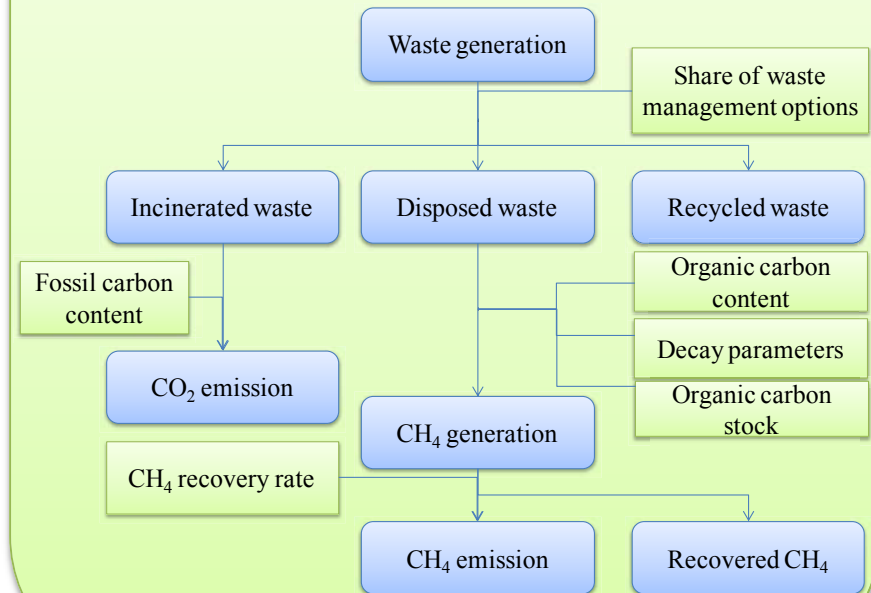 Waste generation
Share of waste
management options
Incinerated waste
Disposed waste
Recycled waste
Fossil carbon
content
Organic carbon
content
Decay parameters
Organic carbon
stock
CO₂ emission
CH₄ generation
CH₄ recovery rate
CH₄ emission
Recovered CH₄